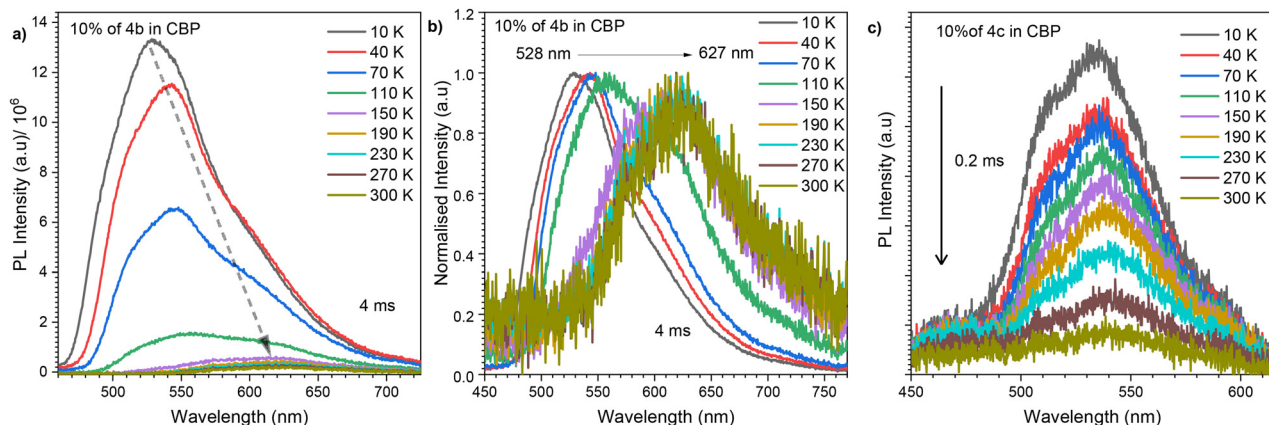 a)
10% of 4b in CBP
10 K
40 K
70 K
110 K
150 K
190 K
230 K
270 K
300 K
4 ms
PL Intensity (a.u)/ 10⁶
14
12
10
8
6
4
2
0
500 550 600 650 700
Wavelength (nm)
b)
10% of 4b in CBP
528 nm
627 nm
10 K
40 K
70 K
110 K
150 K
190 K
230 K
270 K
300 K
4 ms
Normalised Intensity (a.u)
1.0
0.8
0.6
0.4
0.2
0.0
450 500 550 600 650 700 750
Wavelength (nm)
c)
10%of 4c in CBP
10 K
40 K
70 K
110 K
150 K
190 K
230 K
270 K
300 K
0.2 ms
PL Intensity (a.u)
450 500 550 600
Wavelength (nm)